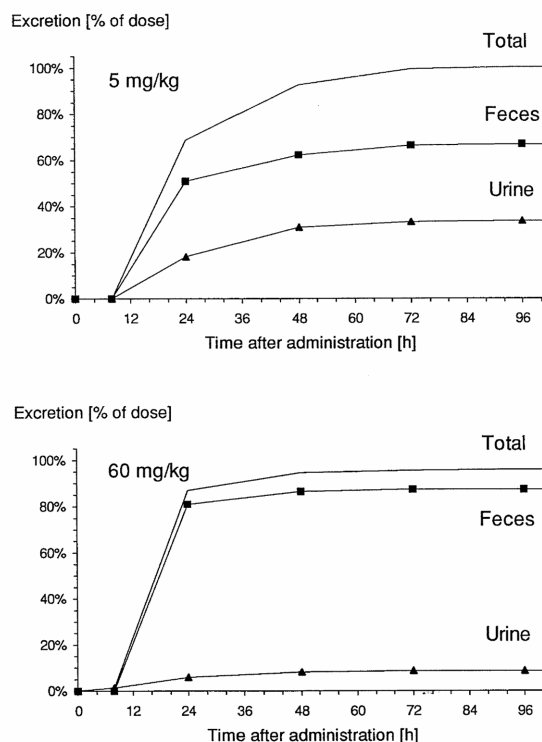 Excretion [% of dose]
Total
100%
5 mg/kg
80%
Feces
60%
Urine
40%
20%
0%
0 12 24 36 48 60 72 84 96
Time after administration [h]
Excretion [% of dose]
Total
100%
60 mg/kg
80%
Feces
60%
40%
Urine
20%
0%
0 12 24 36 48 60 72 84 96
Time after administration [h]